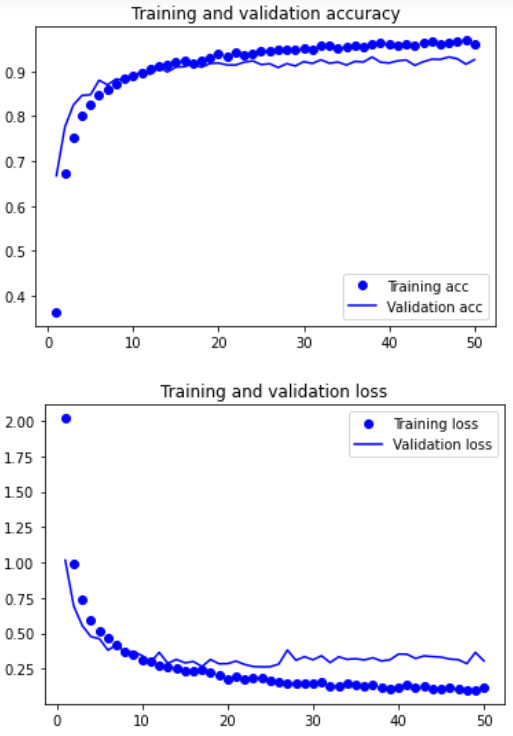 Training and validation accuracy
0.9
0.8
0.7
0.6
0.5
0.4
Training acc
Validation acc
0 10 20 30 40 50
Training and validation loss
2.00
1.75
1.50
1.25
1.00
0.75
0.50
0.25
Training loss
Validation loss
0 10 20 30 40 50